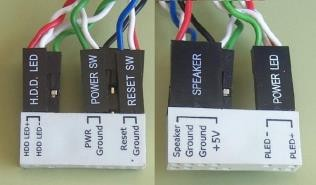 H.D.D. LED
POWER SW
RESET SW
HDD LED+
HDD LED-
PWR
Ground
Reset
Ground
SPEAKER
POWER LED
Speaker
Ground
Ground
+5V
PLED -
PLED+